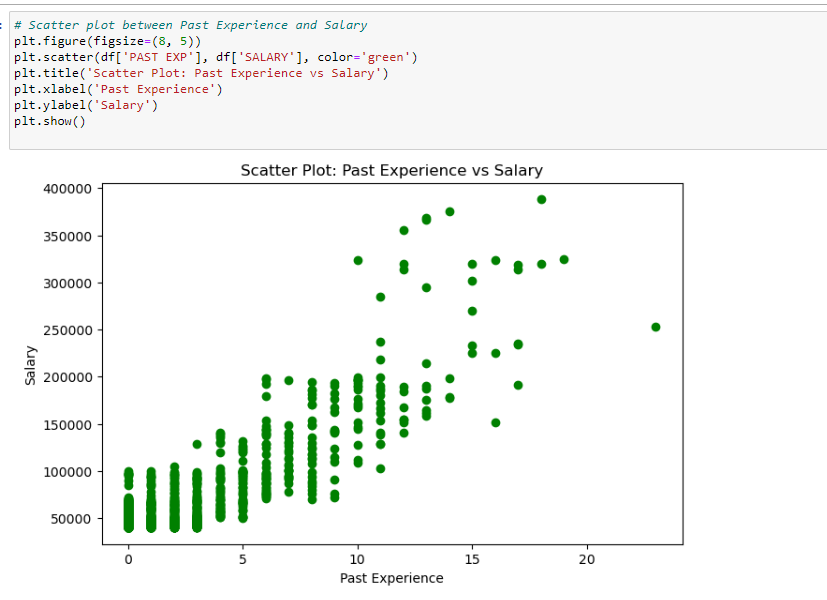 :
# Scatter plot between Past Experience and Salary
plt.figure(figsize=(8, 5))
plt.scatter(df['PAST EXP'], df['SALARY'], color='green')
plt.title('Scatter Plot: Past Experience vs Salary')
plt.xlabel('Past Experience')
plt.ylabel('Salary')
plt.show()
Scatter Plot: Past Experience vs Salary
400000
350000
300000
250000
200000
150000
100000
50000
Salary
0 5 10 15 20
Past Experience